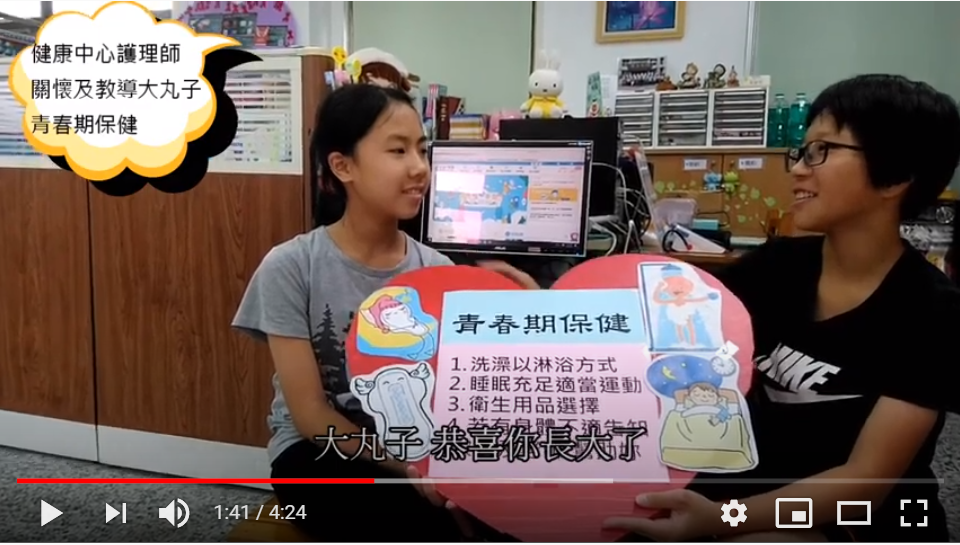 健康中心護理師
關懷及教導大丸子
青春期保健
青春期保健
1. 洗澡以淋浴方式
2. 睡眠充足適當運動
3. 衛生用品選擇
大丸子 恭喜你長大了
NIKE
1:41 / 4:24